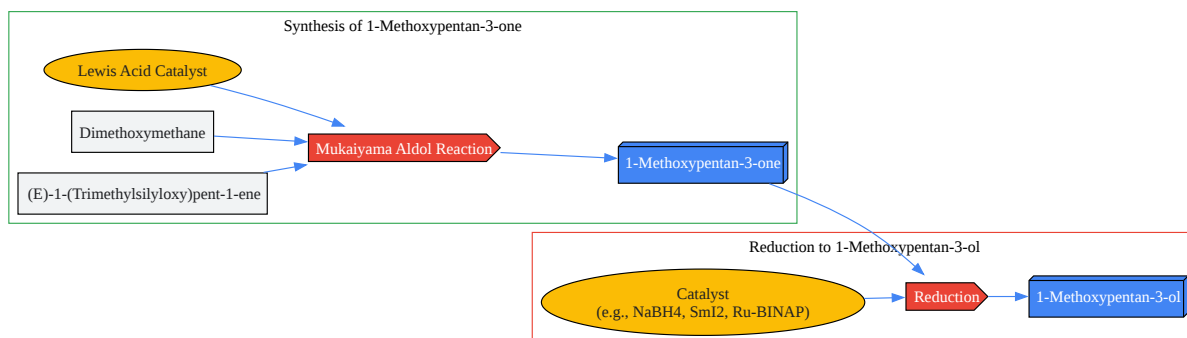 Synthesis of 1-Methoxypentan-3-one
Lewis Acid Catalyst
Dimethoxymethane
Mukaiyama Aldol Reaction
1-Methoxypentan-3-one
(E)-1-(Trimethylsilyloxy)pent-1-ene
Reduction to 1-Methoxypentan-3-ol
Catalyst
(e.g., NaBH4, SmI2, Ru-BINAP)
Reduction
1-Methoxypentan-3-ol